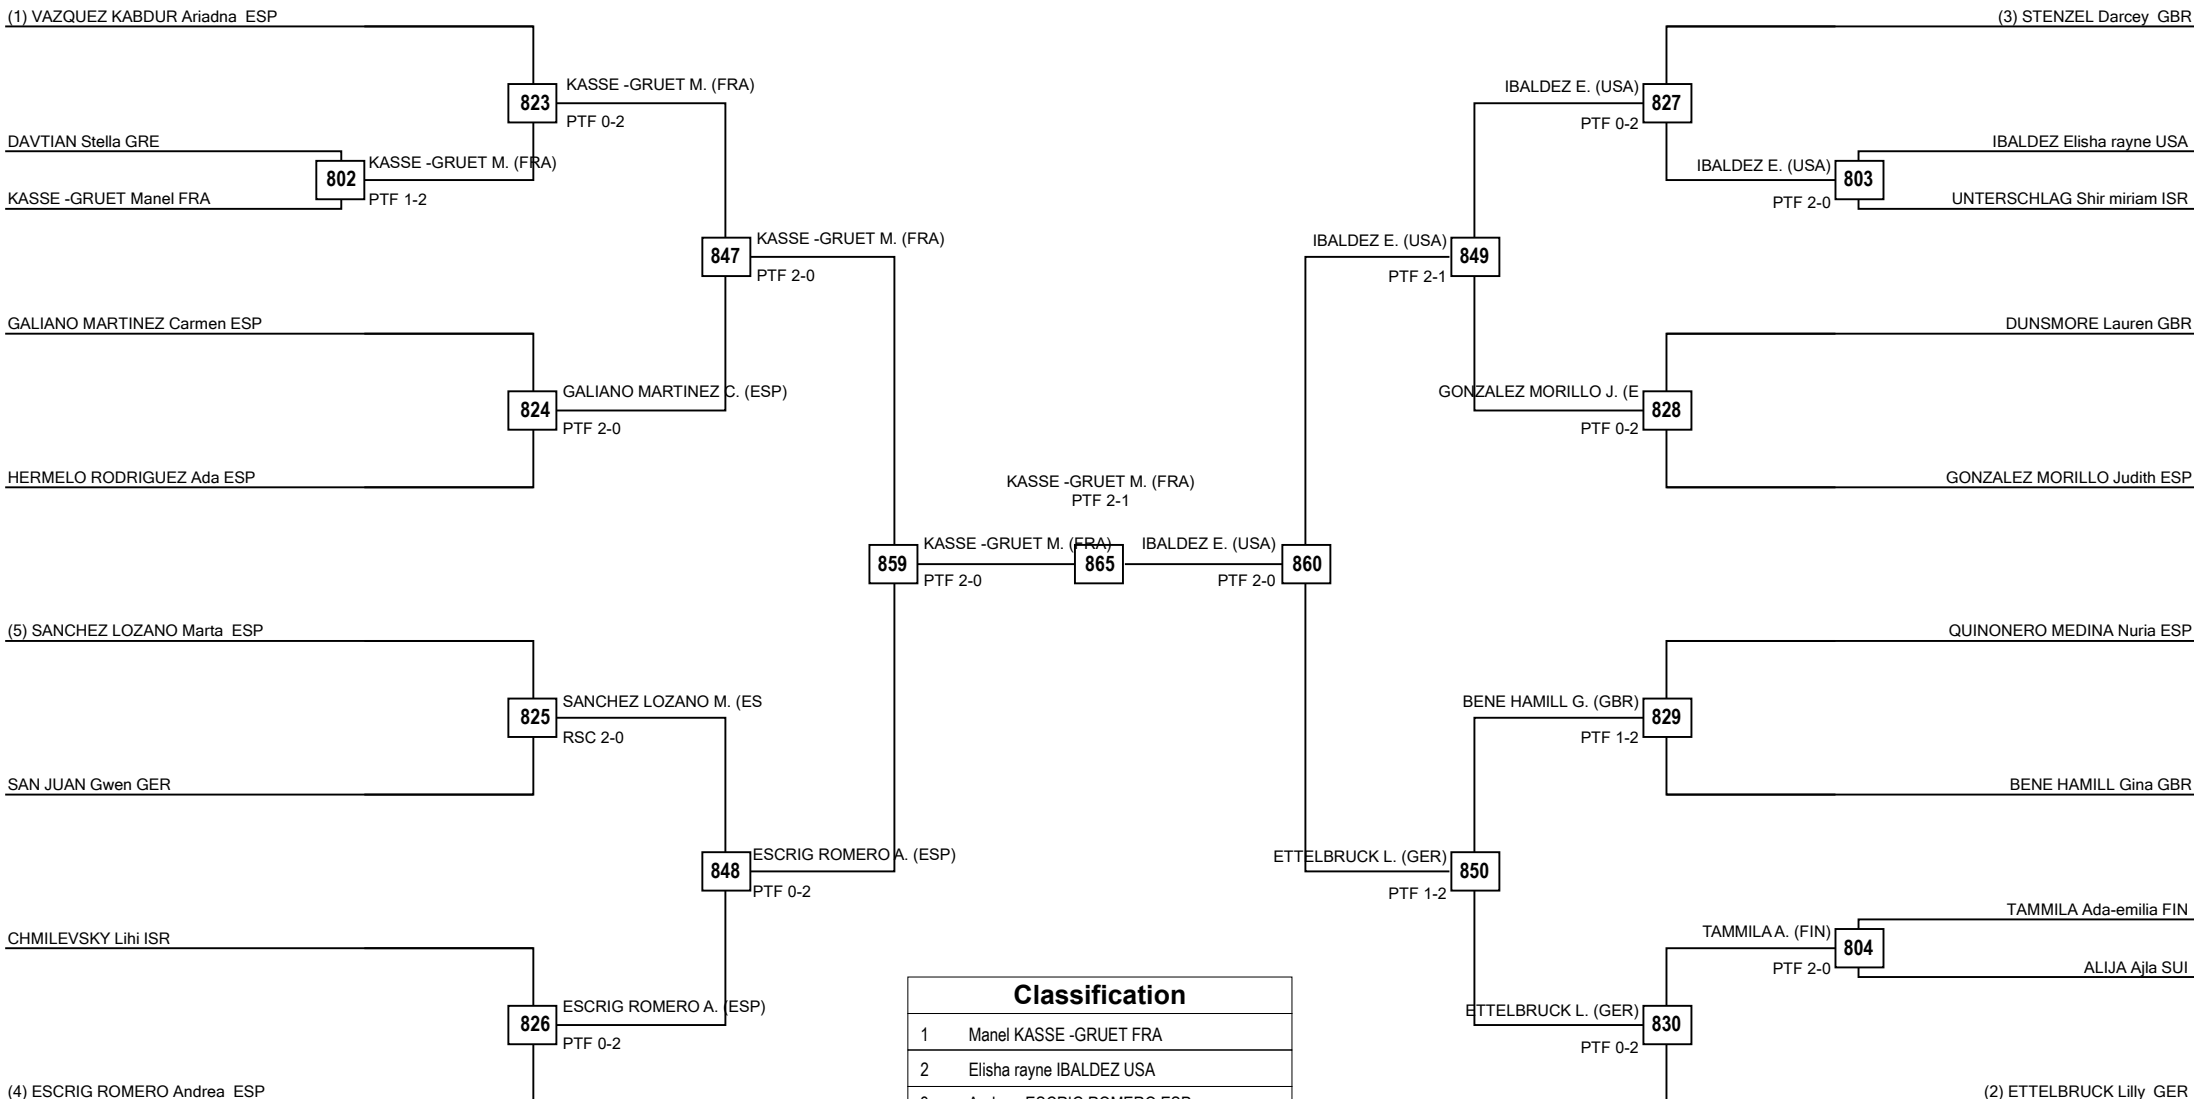 (1) VAZQUEZ KABDUR Ariadna  ESP
(3) STENZEL Darcey  GBR
KASSE -GRUET M. (FRA)
823
PTF 0-2
IBALDEZ E. (USA)
827
PTF 0-2
DAVTIAN Stella GRE
KASSE -GRUET M. (FRA)
802
PTF 1-2
KASSE -GRUET Manel FRA
IBALDEZ Elisha rayne USA
IBALDEZ E. (USA)
803
PTF 2-0
UNTERSCHLAG Shir miriam ISR
KASSE -GRUET M. (FRA)
847
PTF 2-0
IBALDEZ E. (USA)
849
PTF 2-1
GALIANO MARTINEZ Carmen ESP
DUNSMORE Lauren GBR
GALIANO MARTINEZ C. (ESP)
824
PTF 2-0
GONZALEZ MORILLO J. (E
828
PTF 0-2
HERMELO RODRIGUEZ Ada ESP
GONZALEZ MORILLO Judith ESP
KASSE -GRUET M. (FRA)
PTF 2-1
859
KASSE -GRUET M. (FRA)
PTF 2-0
865
IBALDEZ E. (USA)
PTF 2-0
860
(5) SANCHEZ LOZANO Marta  ESP
QUINONERO MEDINA Nuria ESP
SANCHEZ LOZANO M. (ES
825
RSC 2-0
BENE HAMILL G. (GBR)
829
PTF 1-2
SAN JUAN Gwen GER
BENE HAMILL Gina GBR
ESCRIG ROMERO A. (ESP)
848
PTF 0-2
ETTELBRUCK L. (GER)
850
PTF 1-2
CHMILEVSKY Lihi ISR
TAMMILA Ada-emilia FIN
TAMMILA A. (FIN)
804
PTF 2-0
ALIJA Ajla SUI
ESCRIG ROMERO A. (ESP)
826
PTF 0-2
ETTELBRUCK L. (GER)
830
PTF 0-2
(4) ESCRIG ROMERO Andrea  ESP
(2) ETTELBRUCK Lilly  GER
Classification
1 Manel KASSE -GRUET FRA
2 Elisha rayne IBALDEZ USA
3 Andrea ESCRIG ROMERO ESP